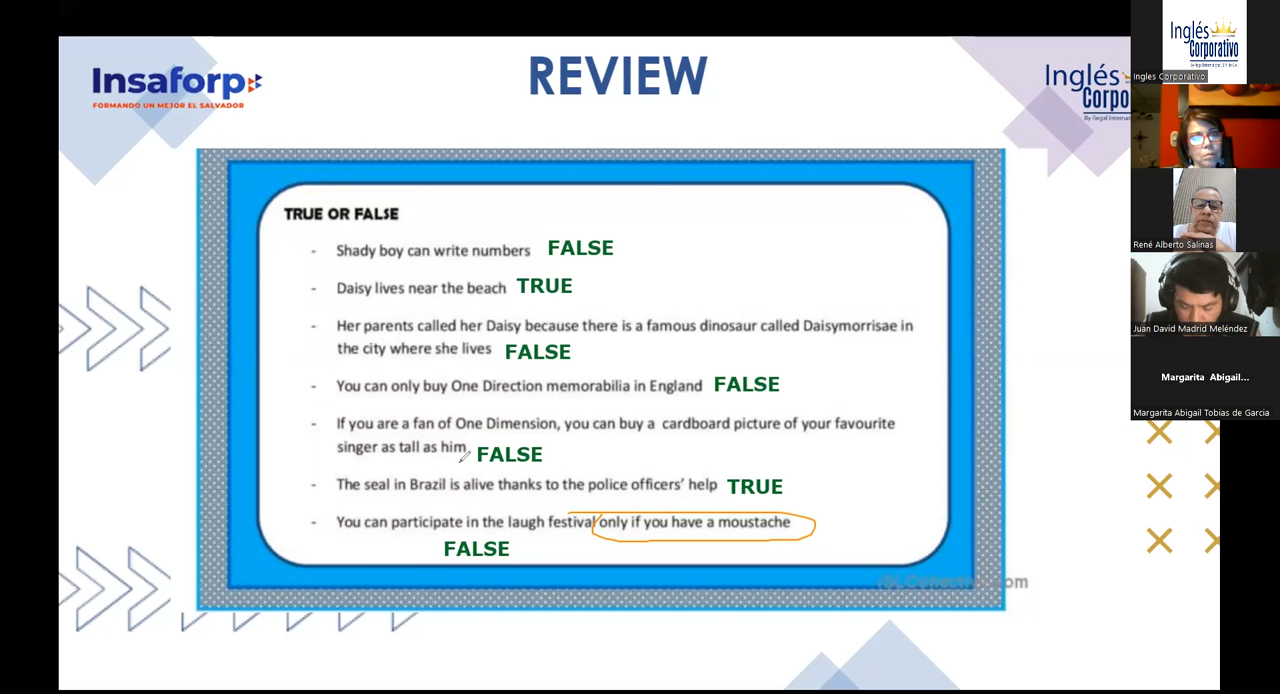 Insaforp
FORMANDO UN MEJOR EL SALVADOR
REVIEW
Inglés
Corpo
By Regal Internat
TRUE OR FALSE
- Shady boy can write numbers FALSE
- Daisy lives near the beach TRUE
- Her parents called her Daisy because there is a famous dinosaur called Daisymorrisae in
the city where she lives FALSE
- You can only buy One Direction memorabilia in England FALSE
- If you are a fan of One Dimension, you can buy a cardboard picture of your favourite
singer as tall as him FALSE
- The seal in Brazil is alive thanks to the police officers' help TRUE
- You can participate in the laugh festival only if you have a moustache
FALSE
Inglés
Corporativo
Ingles Corporativo
René Alberto Salinas
Juan David Madrid Meléndez
Margarita Abigail...
Margarita Abigail Tobias de Garcia